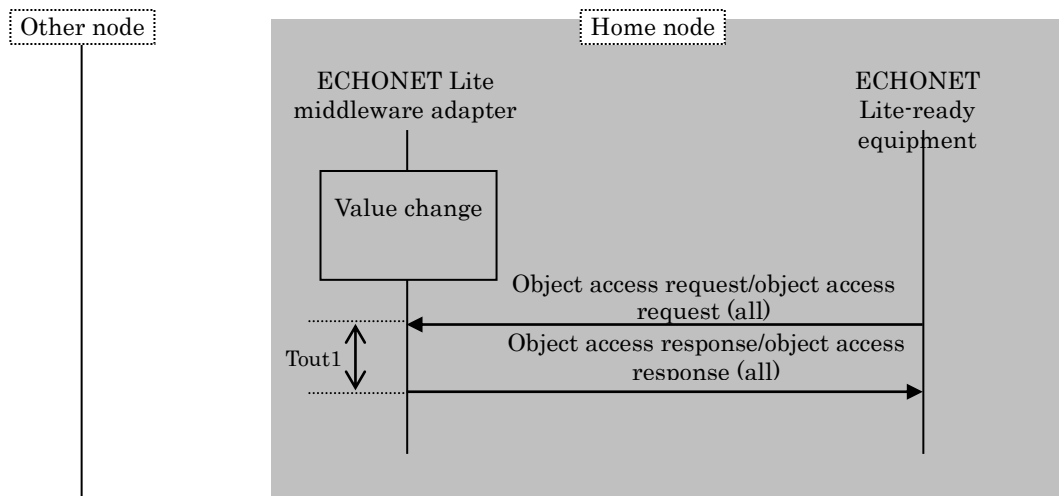 Other node
Home node
ECHONET Lite
middleware adapter
ECHONET
Lite-ready
equipment
Value change
Object access request/object access
request (all)
Object access response/object access
response (all)
Tout1